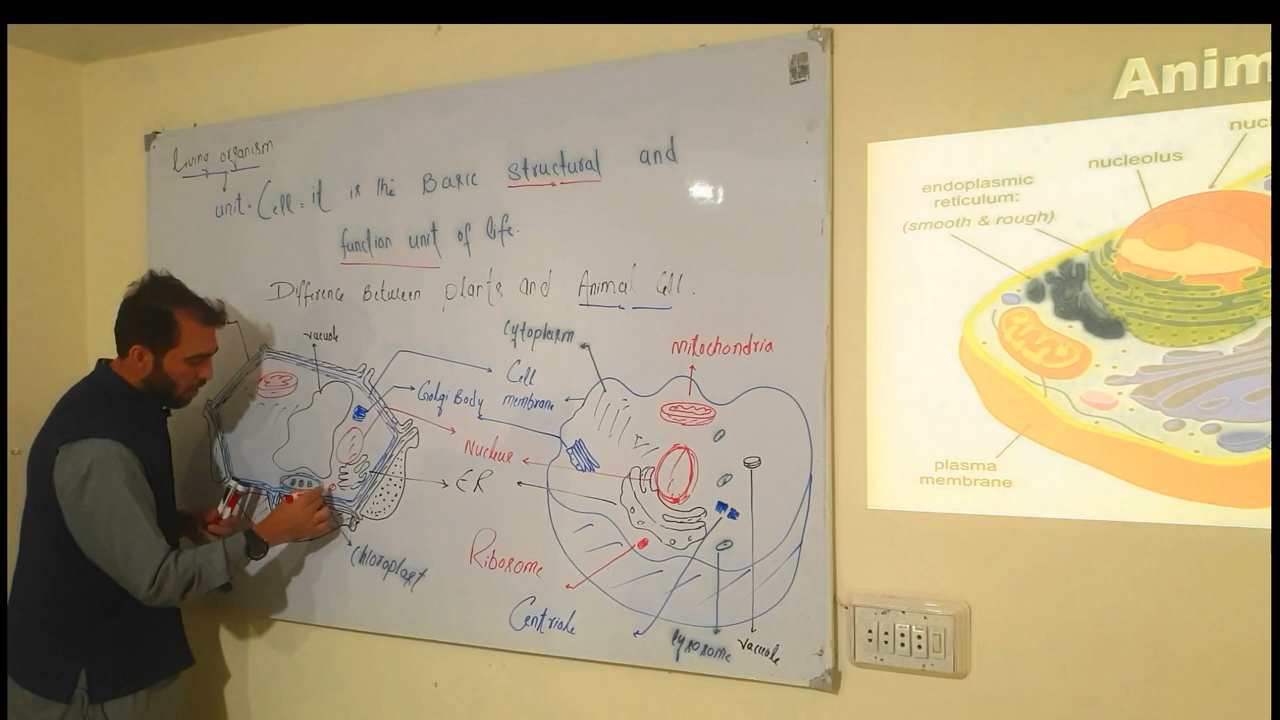 Living organism
unit. Cell. it is the Basic structural and
function unit of life.
Difference Between plants and Animal Cell.
vacuole
Cytoplasm
Mitochondria
Cell
membrane
Golgi Body
Nucleus
ER
Ribosome
Chloroplast
Centriole
lysosome
vacuole
Anim
nucl
nucleolus
endoplasmic
reticulum:
(smooth & rough)
plasma
membrane